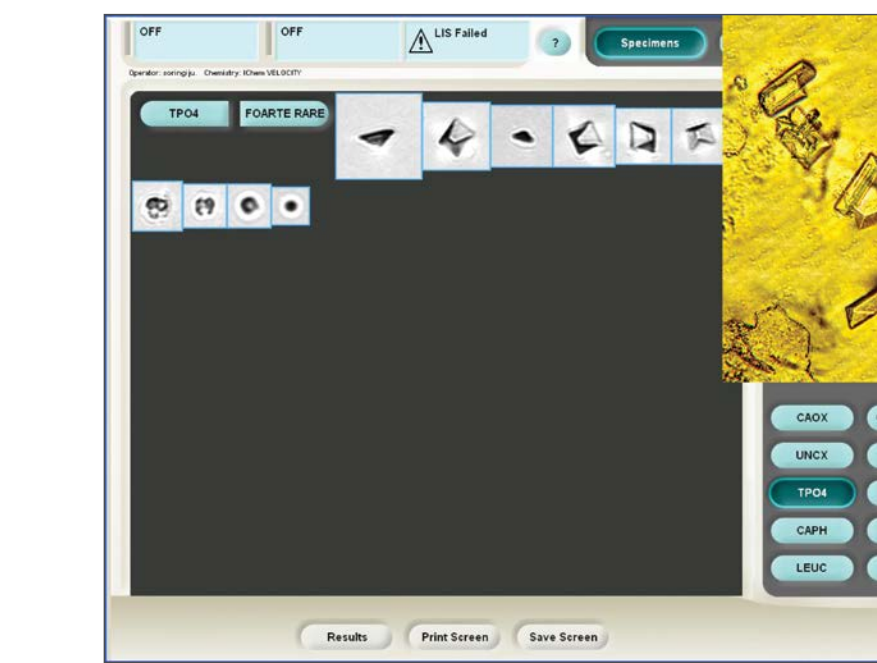 OFF
OFF
LIS Failed
?
Specimens
Operator: soringiju Chemistry: IChem VELOCITY
TPO4
FOARTE RARE
CAOX
UNCX
TPO4
CAPH
LEUC
Results
Print Screen
Save Screen